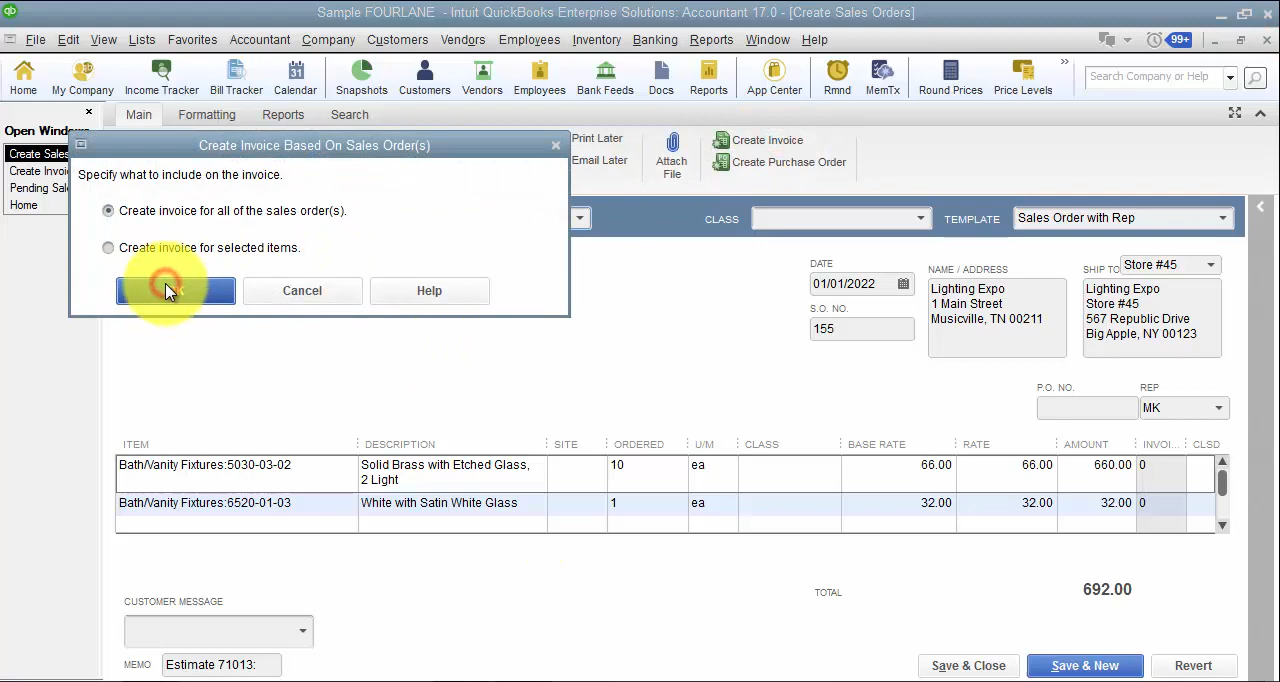 Sample FOURLANE - Intuit QuickBooks Enterprise Solutions: Accountant 17.0 - [Create Sales Orders]
File Edit View Lists Favorites Accountant Company Customers Vendors Employees Inventory Banking Reports Window Help
99+
Home My Company Income Tracker Bill Tracker Calendar Snapshots Customers Vendors Employees Bank Feeds Docs Reports App Center Rmnd MemTx Round Prices Price Levels
Search Company or Help
Main Formatting Reports Search
Open Windows
Create Sales
Create Invoi
Pending Sal
Home
Create Invoice Based On Sales Order(s)
Specify what to include on the invoice.
Create invoice for all of the sales order(s).
Create invoice for selected items.
Cancel Help
Print Later
Email Later
Attach
File
Create Invoice
Create Purchase Order
CLASS TEMPLATE Sales Order with Rep
DATE
01/01/2022
S.O. NO.
155
NAME / ADDRESS
Lighting Expo
1 Main Street
Musicville, TN 00211
SHIP TO Store #45
Lighting Expo
Store #45
567 Republic Drive
Big Apple, NY 00123
P.O. NO. REP
MK
ITEM DESCRIPTION SITE ORDERED U/M CLASS BASE RATE RATE AMOUNT INVOI... CLSD
Bath/Vanity Fixtures:5030-03-02 Solid Brass with Etched Glass, 10 ea 66.00 66.00 660.00 0
2 Light
Bath/Vanity Fixtures:6520-01-03 White with Satin White Glass 1 ea 32.00 32.00 32.00 0
TOTAL 692.00
CUSTOMER MESSAGE
MEMO Estimate 71013:
Save & Close Save & New Revert